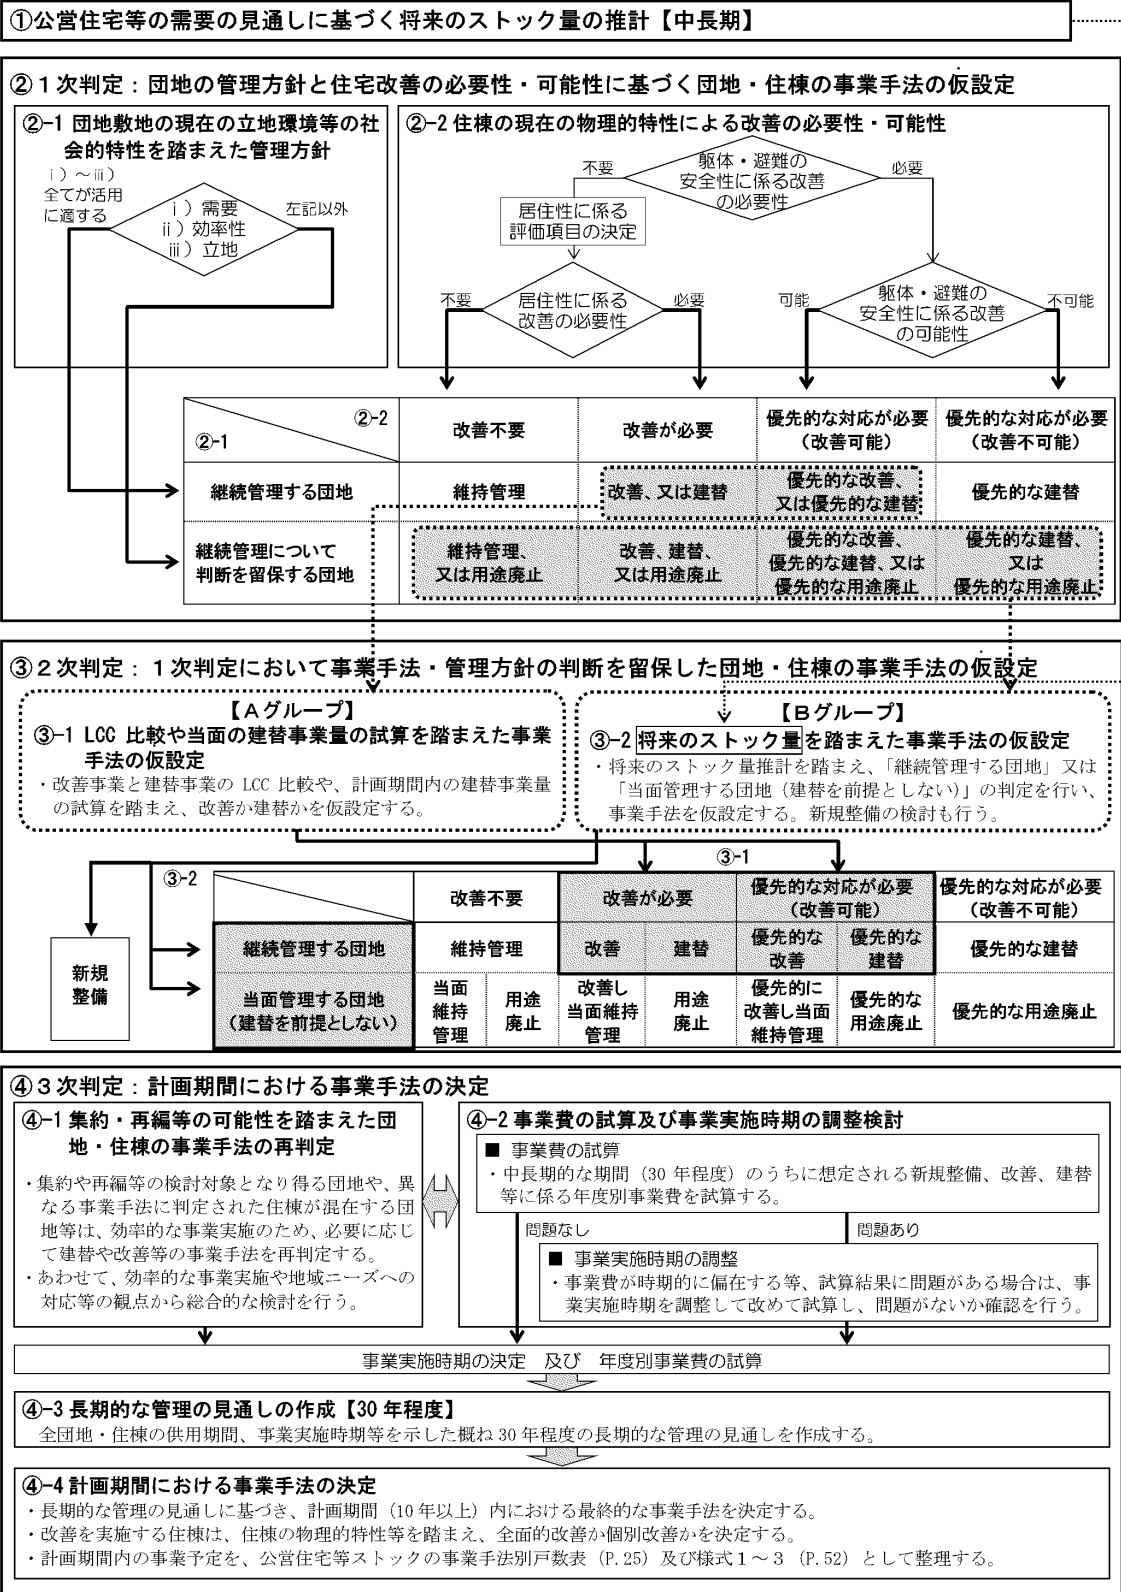 ①公営住宅等の需要の見通しに基づく将来のストック量の推計【中長期】
②１次判定：団地の管理方針と住宅改善の必要性・可能性に基づく団地・住棟の事業手法の仮設定
②-1 団地敷地の現在の立地環境等の社
会的特性を踏まえた管理方針
ⅰ）～ⅲ）
全てが活用
に適する
ⅰ）需要
ⅱ）効率性
ⅲ）立地
左記以外
②-2 住棟の現在の物理的特性による改善の必要性・可能性
不要
躯体・避難の
安全性に係る改善
の必要性
必要
居住性に係る
評価項目の決定
不要
居住性に係る
改善の必要性
必要
可能
躯体・避難の
安全性に係る改善
の可能性
不可能
②-2
②-1
改善不要
改善が必要
優先的な対応が必要
（改善可能）
優先的な対応が必要
（改善不可能）
継続管理する団地
維持管理
改善、又は建替
優先的な改善、
又は優先的な建替
優先的な建替
継続管理について
判断を留保する団地
維持管理、
又は用途廃止
改善、建替、
又は用途廃止
優先的な改善、
優先的な建替、又は
優先的な用途廃止
優先的な建替、
又は
優先的な用途廃止
③２次判定：１次判定において事業手法・管理方針の判断を留保した団地・住棟の事業手法の仮設定
【Ａグループ】
③-1 LCC 比較や当面の建替事業量の試算を踏まえた事業
手法の仮設定
・改善事業と建替事業の LCC 比較や、計画期間内の建替事業量
の試算を踏まえ、改善か建替かを仮設定する。
【Ｂグループ】
③-2 将来のストック量を踏まえた事業手法の仮設定
・将来のストック量推計を踏まえ、「継続管理する団地」又は
「当面管理する団地（建替を前提としない）」の判定を行い、
事業手法を仮設定する。新規整備の検討も行う。
③-1
③-2
改善不要
改善が必要
優先的な対応が必要
（改善可能）
優先的な対応が必要
（改善不可能）
新規
整備
継続管理する団地
維持管理
改善
建替
優先的な
改善
優先的な
建替
優先的な建替
当面管理する団地
（建替を前提としない）
当面
維持
管理
用途
廃止
改善し
当面維持
管理
用途
廃止
優先的に
改善し当面
維持管理
優先的な
用途廃止
優先的な用途廃止
④３次判定：計画期間における事業手法の決定
④-1 集約・再編等の可能性を踏まえた団
地・住棟の事業手法の再判定
・集約や再編等の検討対象となり得る団地や、異
なる事業手法に判定された住棟が混在する団
地等は、効率的な事業実施のため、必要に応じ
て建替や改善等の事業手法を再判定する。
・あわせて、効率的な事業実施や地域ニーズへの
対応等の観点から総合的な検討を行う。
④-2 事業費の試算及び事業実施時期の調整検討
■ 事業費の試算
・中長期的な期間（30 年程度）のうちに想定される新規整備、改善、建替
等に係る年度別事業費を試算する。
問題なし
問題あり
■ 事業実施時期の調整
・事業費が時期的に偏在する等、試算結果に問題がある場合は、事
業実施時期を調整して改めて試算し、問題がないか確認を行う。
事業実施時期の決定　及び　年度別事業費の試算
④-3 長期的な管理の見通しの作成【30 年程度】
全団地・住棟の供用期間、事業実施時期等を示した概ね 30 年程度の長期的な管理の見通しを作成する。
④-4 計画期間における事業手法の決定
・長期的な管理の見通しに基づき、計画期間（10 年以上）内における最終的な事業手法を決定する。
・改善を実施する住棟は、住棟の物理的特性等を踏まえ、全面的改善か個別改善かを決定する。
・計画期間内の事業予定を、公営住宅等ストックの事業手法別戸数表（P.25）及び様式１～３（P.52）として整理する。